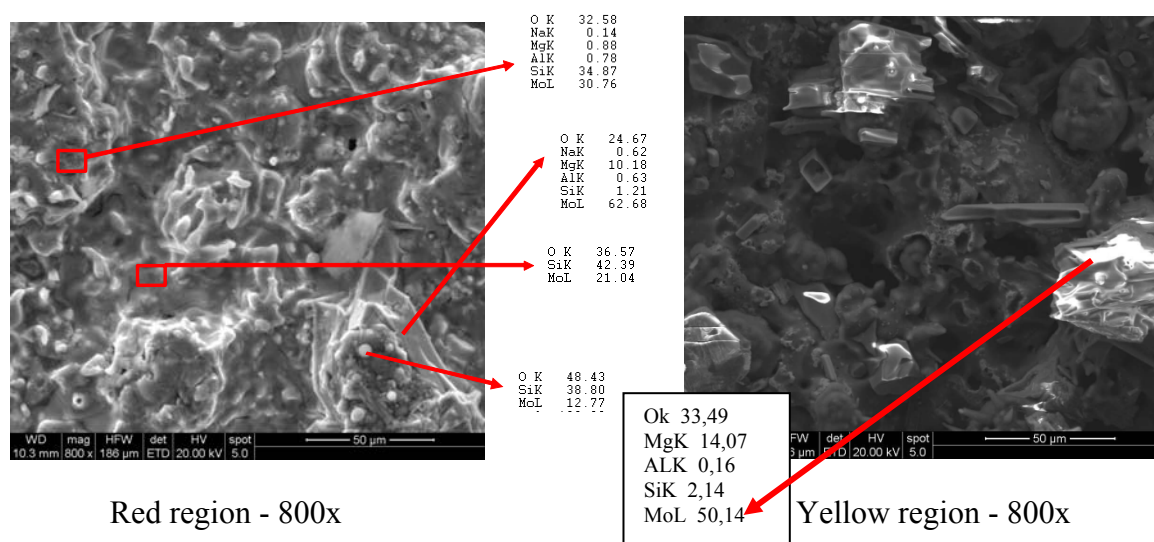 O K 32.58
NaK 0.14
MgK 0.88
AlK 0.78
SiK 34.87
MoL 30.76
O K 24.67
NaK 0.62
MgK 10.18
AlK 0.63
SiK 1.21
MoL 62.68
O K 36.57
SiK 42.39
MoL 21.04
O K 48.43
SiK 38.80
MoL 12.77
WD mag HFW det HV spot
10.3 mm 800 x 186 µm ETD 20.00 kV 5.0
50 µm
Ok 33,49
MgK 14,07
ALK 0,16
SiK 2,14
MoL 50,14
FW det HV spot
µm ETD 20.00 kV 5.0
50 µm
Red region - 800x
Yellow region - 800x